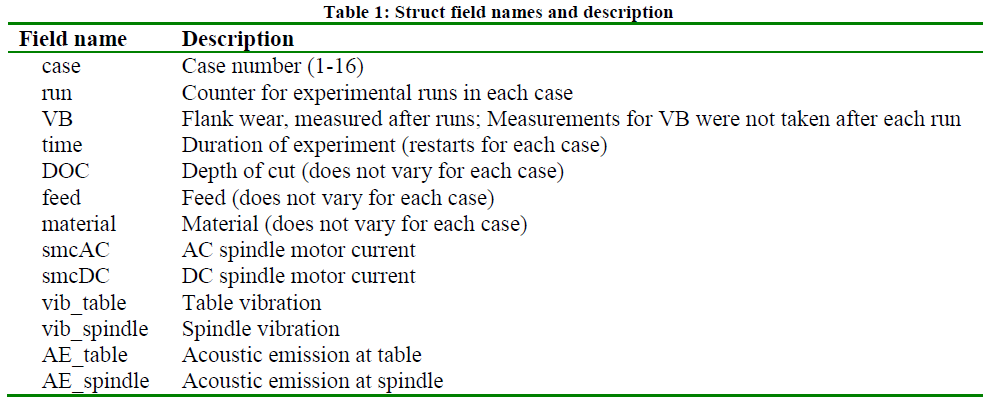 Table 1: Struct field names and description
Field name Description
case Case number (1-16)
run Counter for experimental runs in each case
VB Flank wear, measured after runs; Measurements for VB were not taken after each run
time Duration of experiment (restarts for each case)
DOC Depth of cut (does not vary for each case)
feed Feed (does not vary for each case)
material Material (does not vary for each case)
smcAC AC spindle motor current
smcDC DC spindle motor current
vib_table Table vibration
vib_spindle Spindle vibration
AE_table Acoustic emission at table
AE_spindle Acoustic emission at spindle